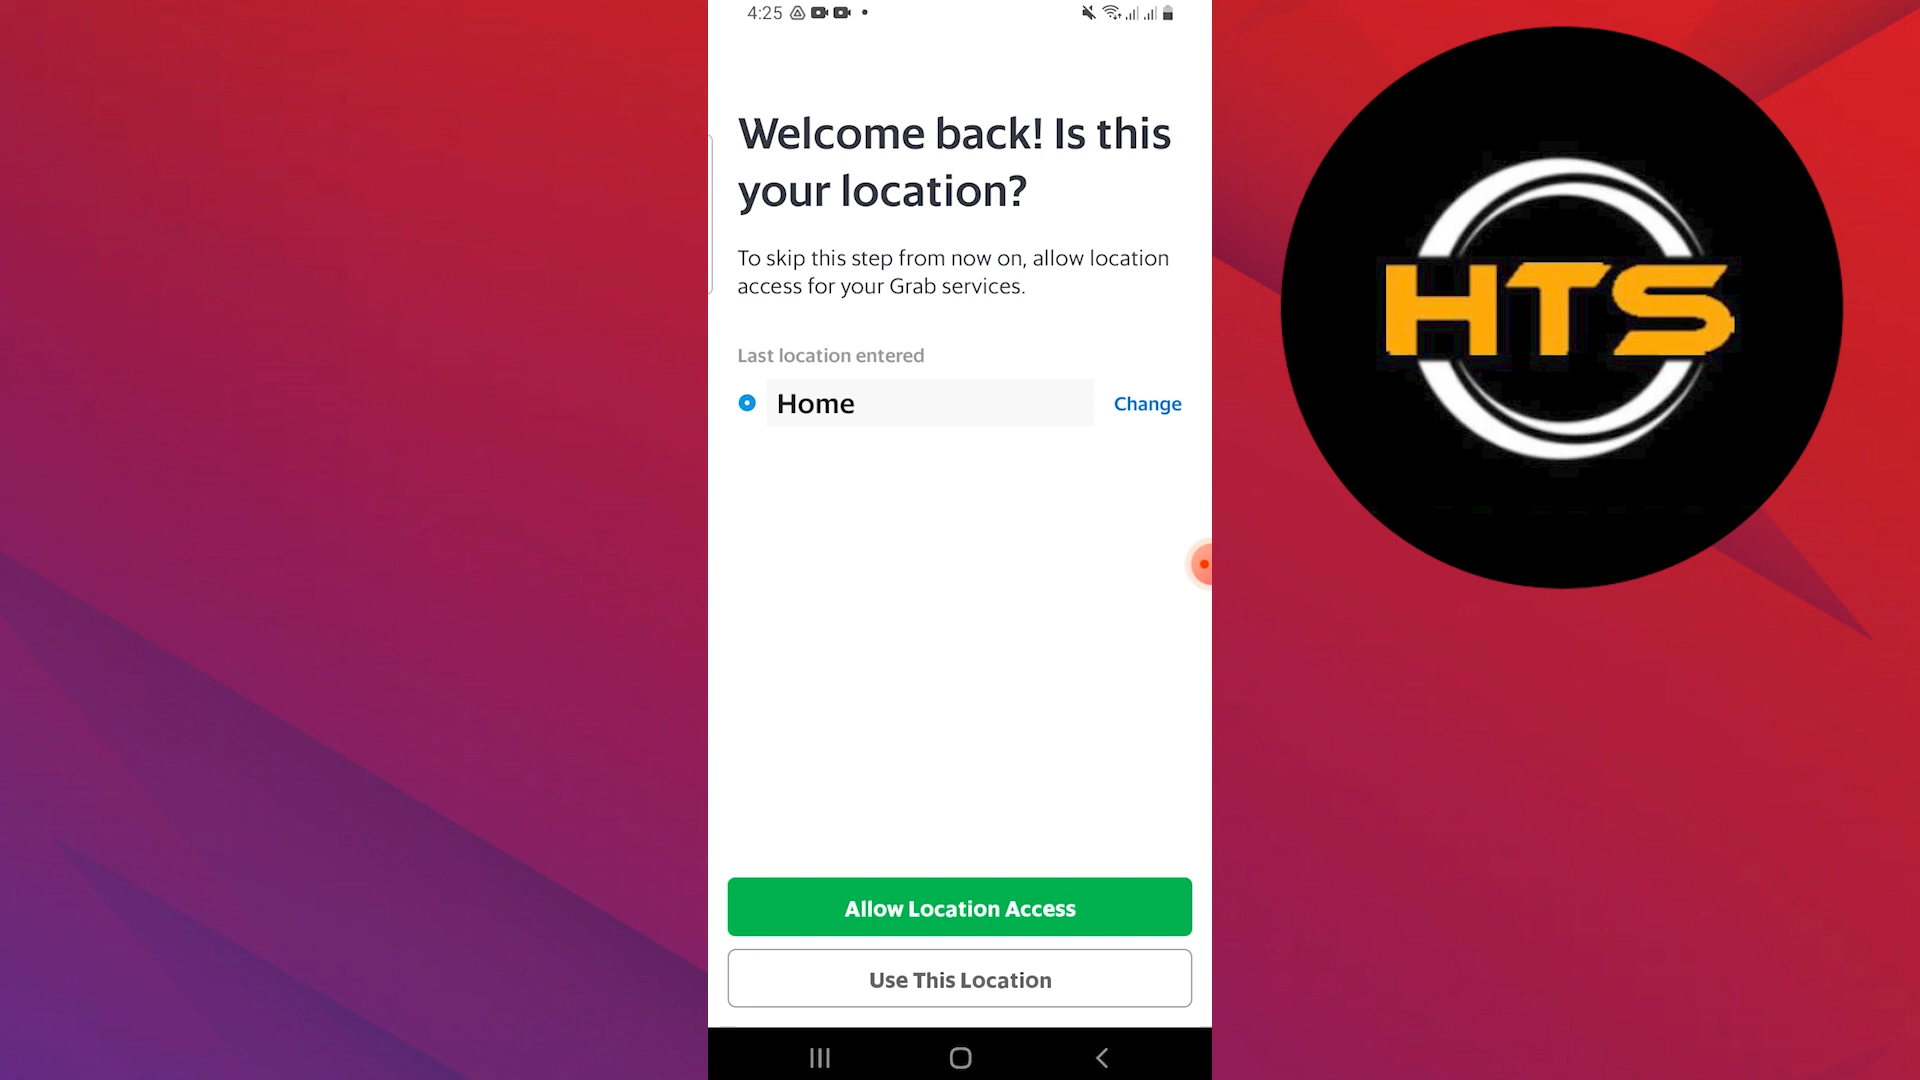 4:25
Welcome back! Is this
your location?
To skip this step from now on, allow location
access for your Grab services.
Last location entered
Home
Change
Allow Location Access
Use This Location
HTS